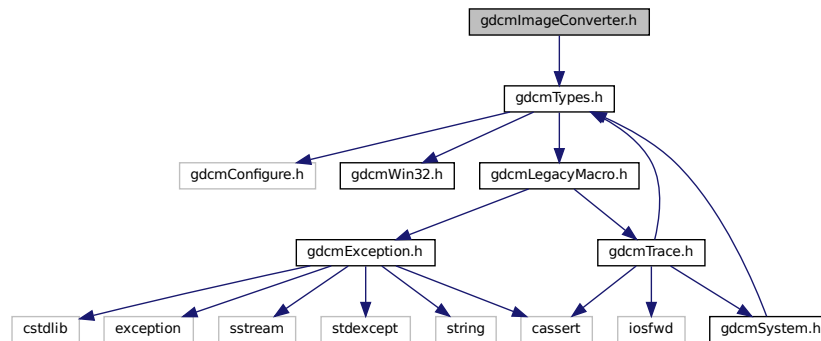 gdcmImageConverter.h
gdcmTypes.h
gdcmConfigure.h
gdcmWin32.h
gdcmLegacyMacro.h
gdcmException.h
gdcmTrace.h
cstdlib
exception
sstream
stdexcept
string
cassert
iosfwd
gdcmSystem.h